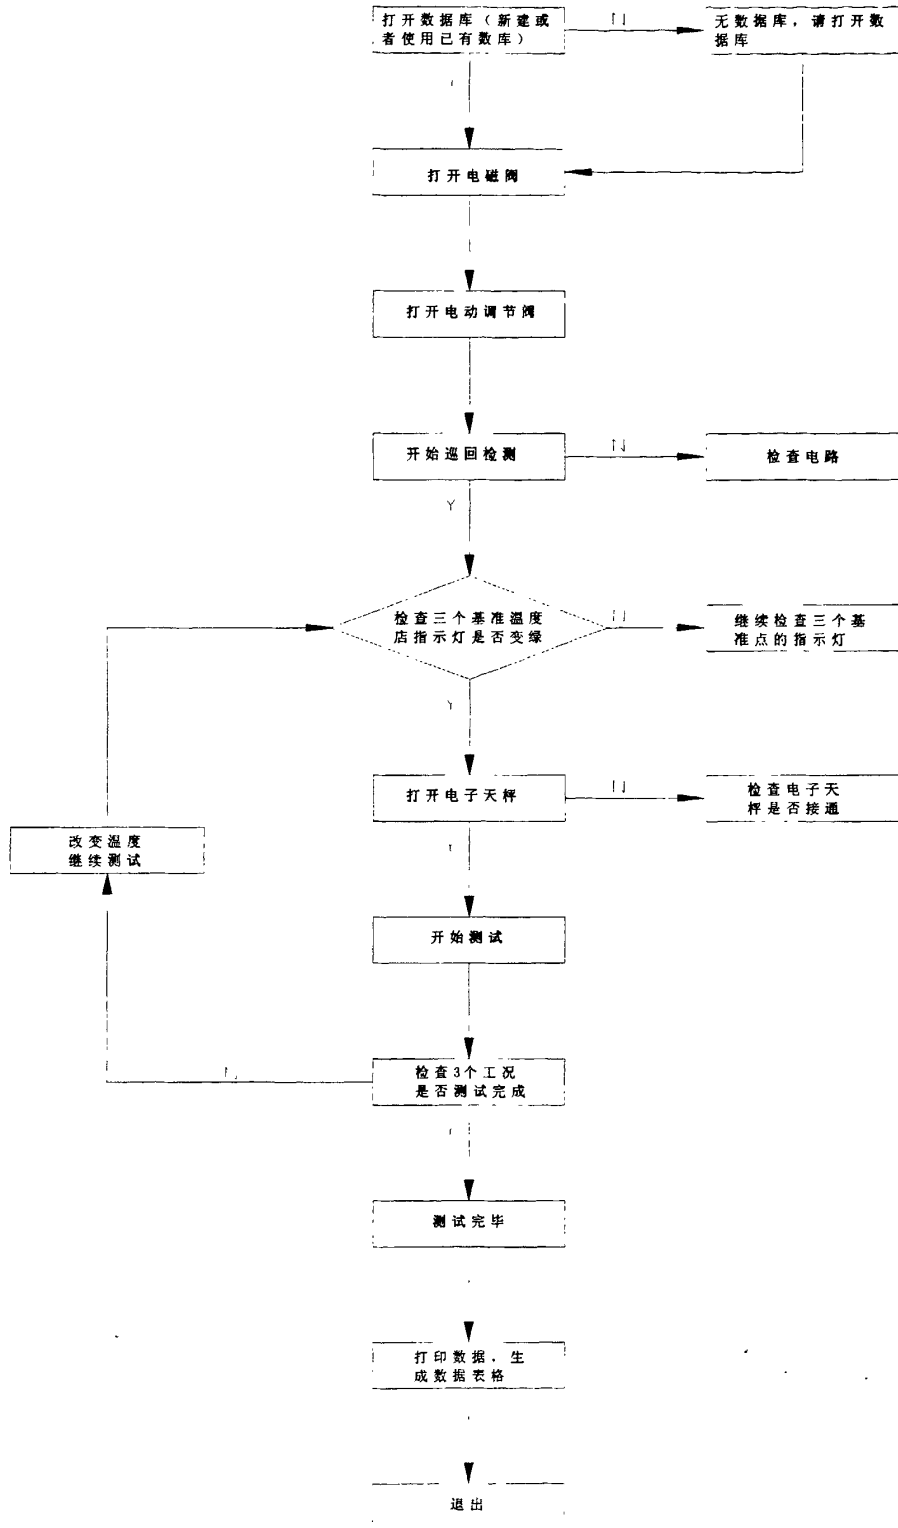 打开数据库（新建或
者使用已有数库）
无数据库，请打开数
据库
打开电磁阀
打开电动调节阀
开始巡回检测
检查电路
Y
检查三个基准温度
店指示灯是否变绿
继续检查三个基
准点的指示灯
Y
打开电子天秤
检查电子天
秤是否接通
改变温度
继续测试
开始测试
检查3个工况
是否测试完成
测试完毕
打印数据，生
成数据表格
退出